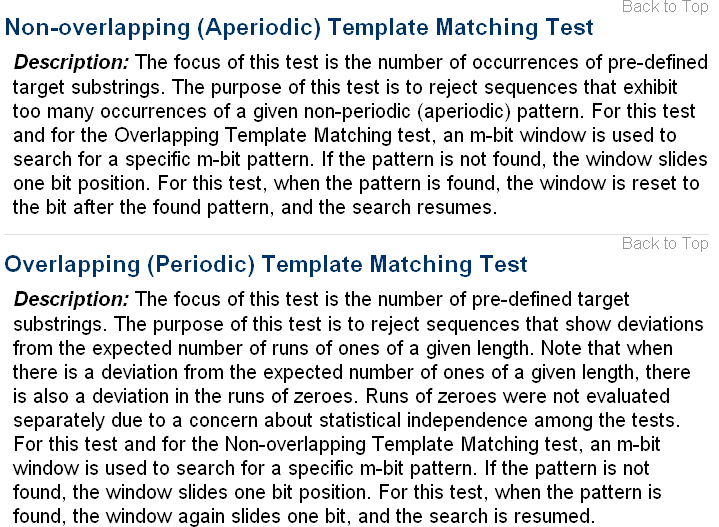 Back to Top
Non-overlapping (Aperiodic) Template Matching Test
Description: The focus of this test is the number of occurrences of pre-defined
target substrings. The purpose of this test is to reject sequences that exhibit
too many occurrences of a given non-periodic (aperiodic) pattern. For this test
and for the Overlapping Template Matching test, an m-bit window is used to
search for a specific m-bit pattern. If the pattern is not found, the window slides
one bit position. For this test, when the pattern is found, the window is reset to
the bit after the found pattern, and the search resumes.
Back to Top
Overlapping (Periodic) Template Matching Test
Description: The focus of this test is the number of pre-defined target
substrings. The purpose of this test is to reject sequences that show deviations
from the expected number of runs of ones of a given length. Note that when
there is a deviation from the expected number of ones of a given length, there
is also a deviation in the runs of zeroes. Runs of zeroes were not evaluated
separately due to a concern about statistical independence among the tests.
For this test and for the Non-overlapping Template Matching test, an m-bit
window is used to search for a specific m-bit pattern. If the pattern is not
found, the window slides one bit position. For this test, when the pattern is
found, the window again slides one bit, and the search is resumed.